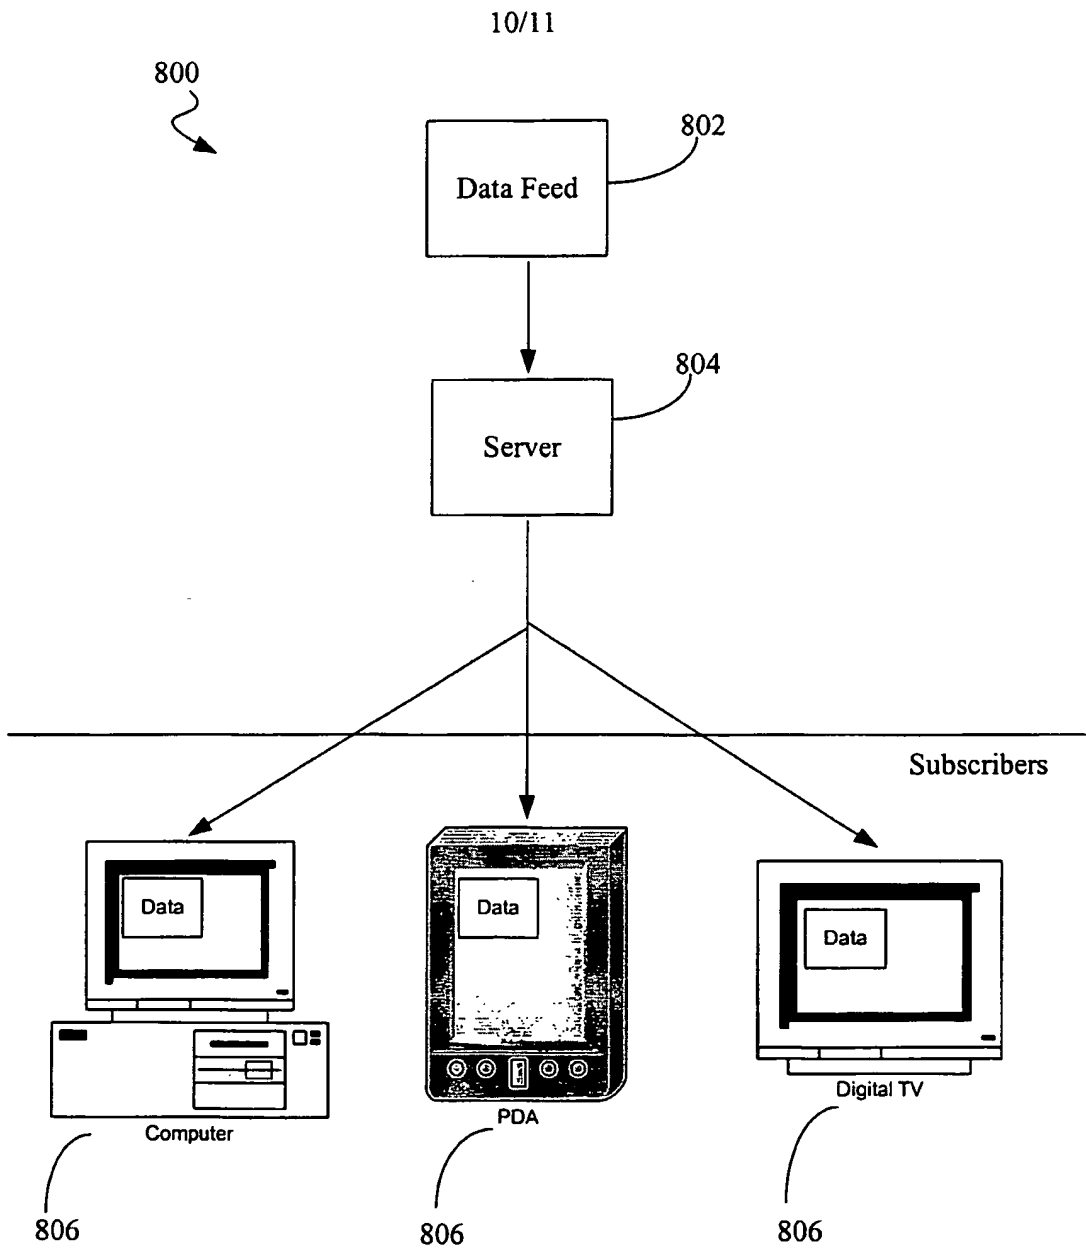 10/11
800
802
Data Feed
804
Server
Subscribers
Data
Data
Data
Computer
PDA
Digital TV
806
806
806